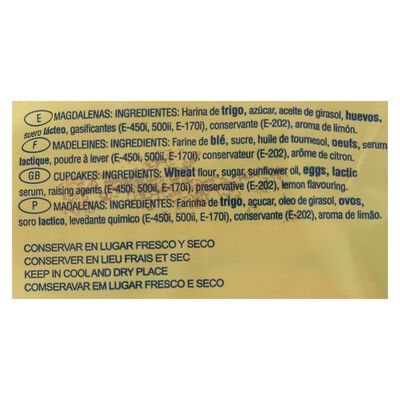 E MAGDALENAS: INGREDIENTES: Harina de trigo, azúcar, aceite de girasol, huevos,
suero lácteo, gasificantes (E-450i, 500ii, E-170i), conservante (E-202), aroma de limón.
F MADELEINES: INGREDIENTS: Farine de blé, sucre, huile de tournesol, oeufs, serum
lactique, poudre à lever (E-450i, 500ii, E-170i), conservateur (E-202), arôme de citron.
GB CUPCAKES: INGREDIENTS: Wheat flour, sugar, sunflower oil, eggs, lactic
serum, raising agents (E-450i, 500ii, E-170i), preservative (E-202), lemon flavouring.
P MADALENAS: INGREDIENTES: Farinha de trigo, açucar, oleo de girasol, ovos,
soro lactico, levedante quimico (E-450i, 500ii, E-170i), conservante (E-202), aroma de limão.
CONSERVAR EN LUGAR FRESCO Y SECO
CONSERVER EN LIEU FRAIS ET SEC
KEEP IN COOL AND DRY PLACE
COMSERAVAR EM LUGAR FRESCO E SECO